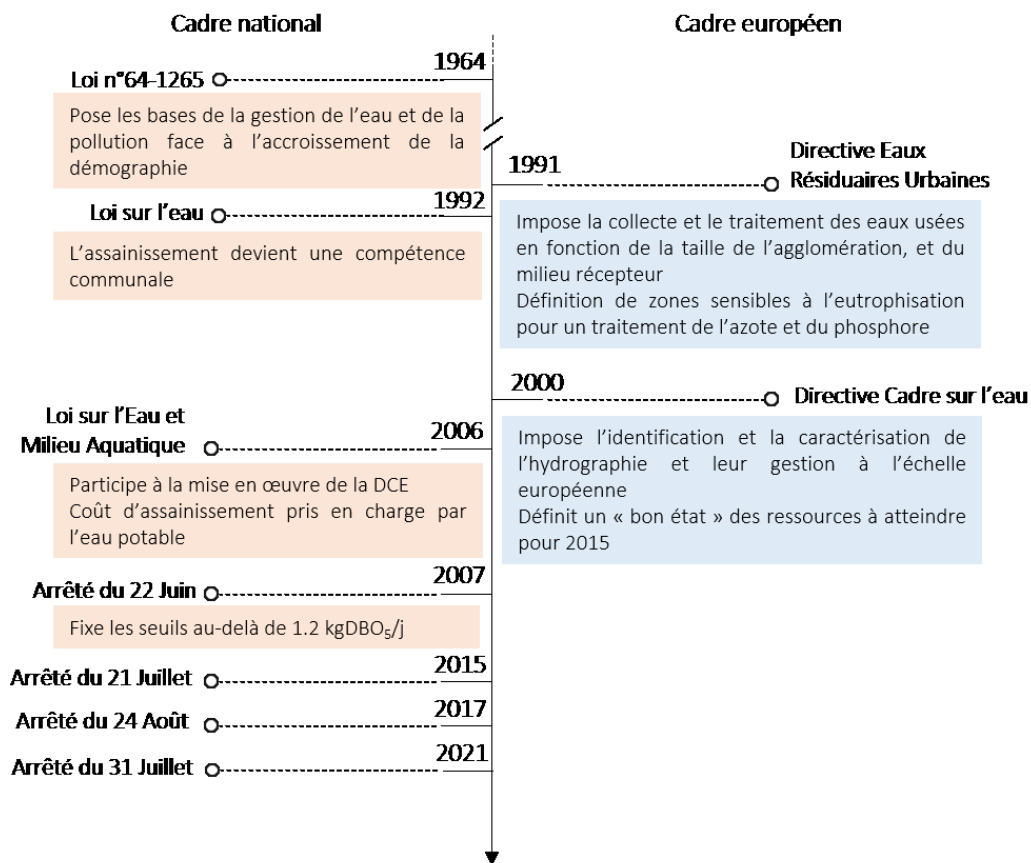 Cadre national
Cadre européen
1964
Loi n°64-1265
Pose les bases de la gestion de l'eau et de la
pollution face à l'accroissement de la
démographie
1991
Directive Eaux
Résiduaires Urbaines
1992
Loi sur l'eau
Impose la collecte et le traitement des eaux usées
en fonction de la taille de l'agglomération, et du
milieu récepteur
Définition de zones sensibles à l'eutrophisation
pour un traitement de l'azote et du phosphore
L'assainissement devient une compétence
communale
2000
Directive Cadre sur l'eau
Loi sur l'Eau et
Milieu Aquatique
2006
Impose l'identification et la caractérisation de
l'hydrographie et leur gestion à l'échelle
européenne
Définit un « bon état » des ressources à atteindre
pour 2015
Participe à la mise en œuvre de la DCE
Coût d'assainissement pris en charge par
l'eau potable
2007
Arrêté du 22 Juin
Fixe les seuils au-delà de 1.2 kgDBO₅/j
2015
Arrêté du 21 Juillet
2017
Arrêté du 24 Août
2021
Arrêté du 31 Juillet